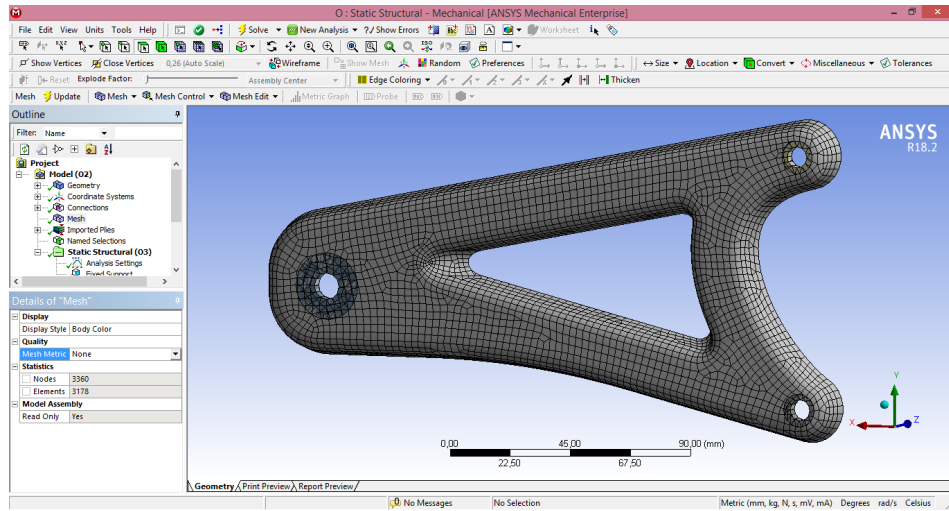 O : Static Structural - Mechanical [ANSYS Mechanical Enterprise]
File Edit View Units Tools Help Solve New Analysis ?/ Show Errors Worksheet
Show Vertices Close Vertices 0,26 (Auto Scale) Wireframe Show Mesh Random Preferences Size Location Convert Miscellaneous Tolerances
Reset Explode Factor: Assembly Center Edge Coloring Thicken
Mesh Update Mesh Mesh Control Mesh Edit Metric Graph Probe
Outline
Filter: Name
Project
Model (O2)
Geometry
Coordinate Systems
Connections
Mesh
Imported Plies
Named Selections
Static Structural (O3)
Analysis Settings
Fixed Support
Details of "Mesh"
Display
Display Style Body Color
Quality
Mesh Metric None
Statistics
Nodes 3360
Elements 3178
Model Assembly
Read Only Yes
ANSYS
R18.2
Y
X
Z
0,00 45,00 90,00 (mm)
22,50 67,50
Geometry Print Preview Report Preview
No Messages No Selection Metric (mm, kg, N, s, mV, mA) Degrees rad/s Celsius